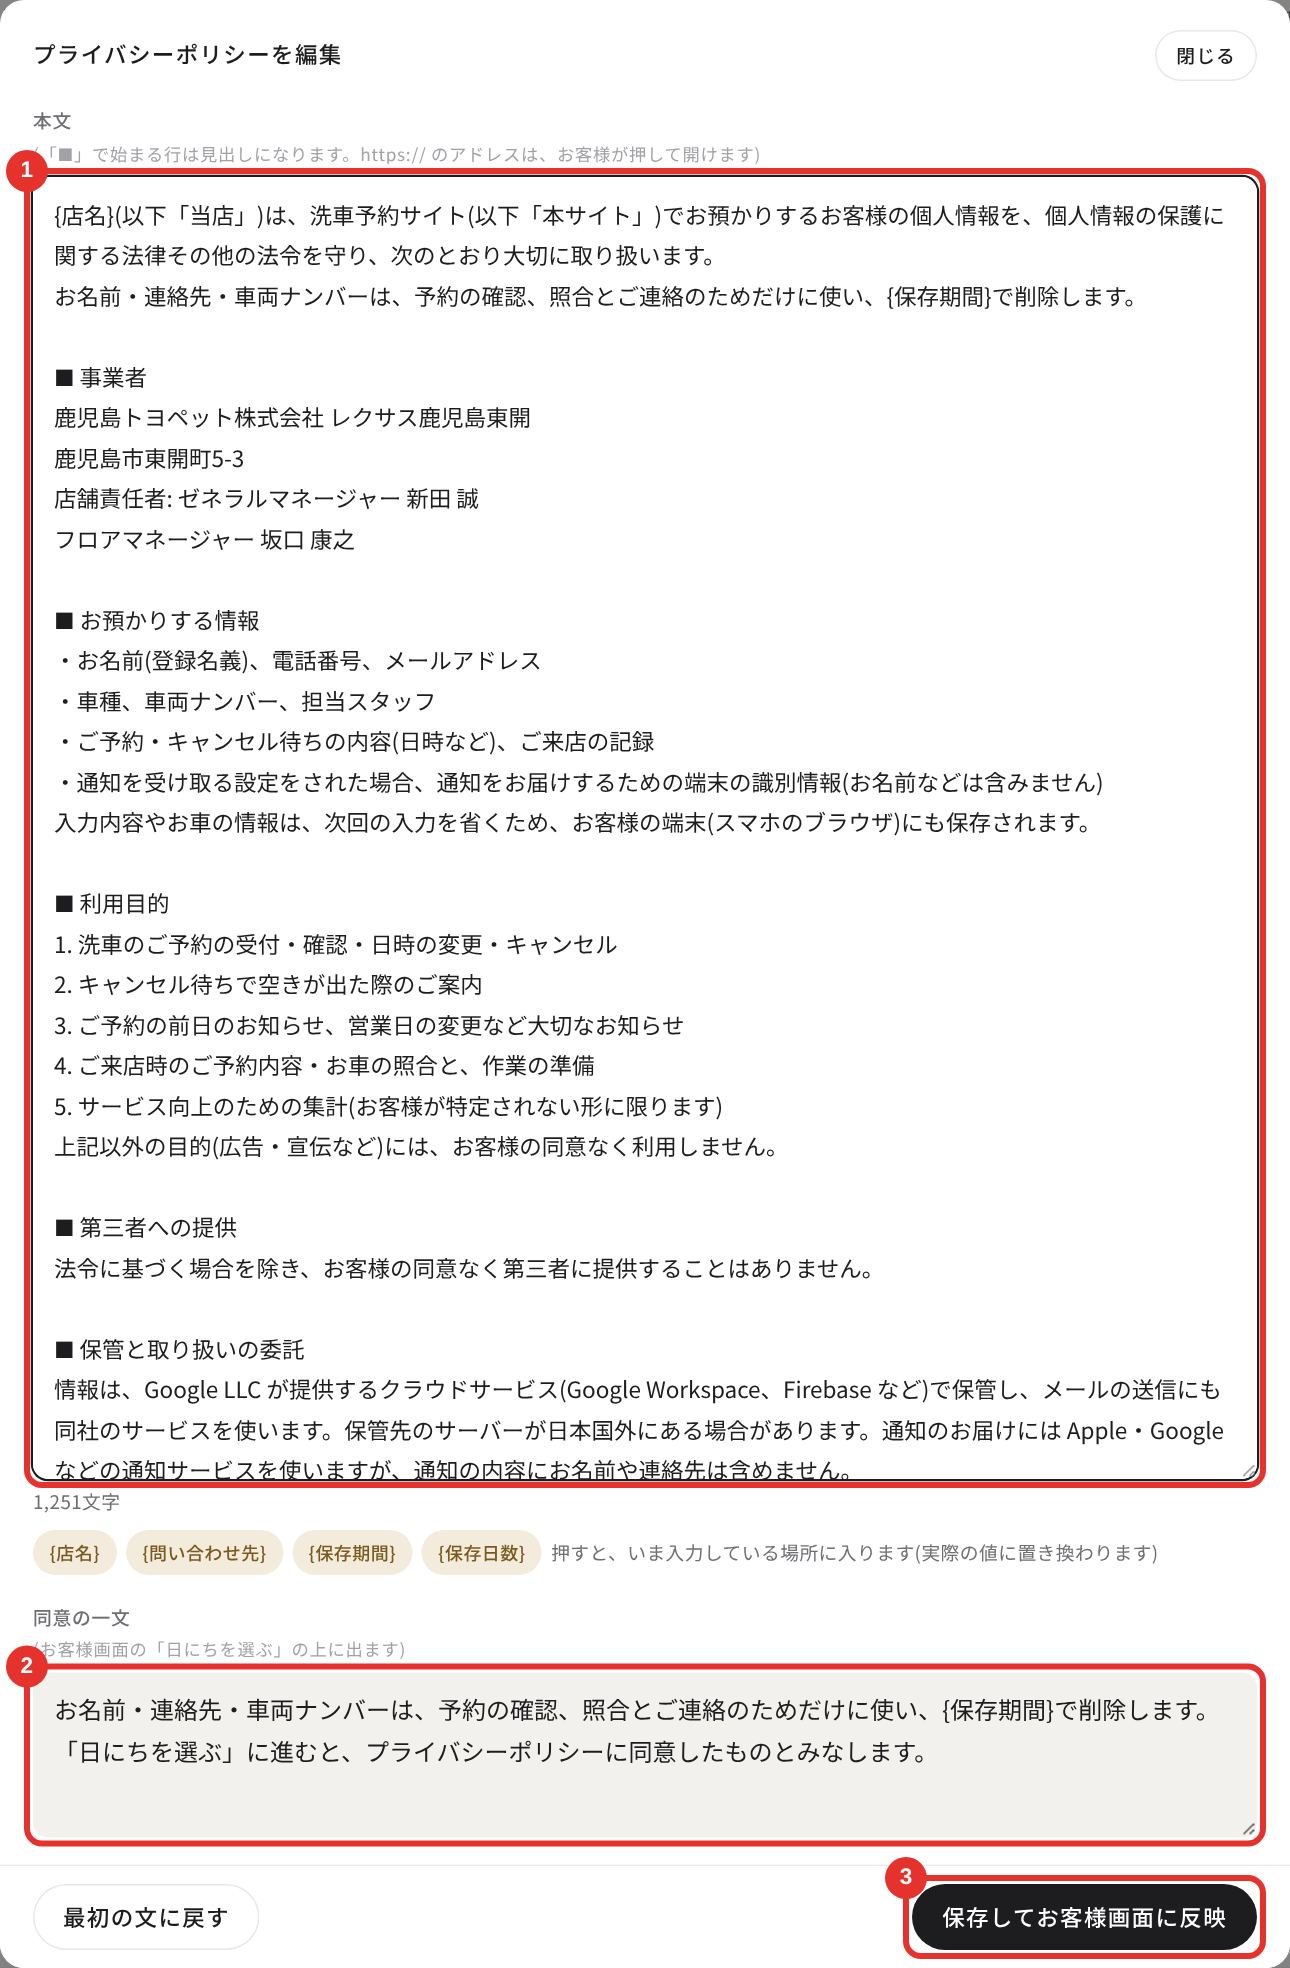 プライバシーポリシーを編集
閉じる
本文
(「■」で始まる行は見出しになります。https:// のアドレスは、お客様が押して開けます)
1
{店名}(以下「当店」)は、洗車予約サイト(以下「本サイト」)でお預かりするお客様の個人情報を、個人情報の保護に
関する法律その他の法令を守り、次のとおり大切に取り扱います。
お名前・連絡先・車両ナンバーは、予約の確認、照合とご連絡のためだけに使い、{保存期間}で削除します。
■ 事業者
鹿児島トヨペット株式会社 レクサス鹿児島東開
鹿児島市東開町5-3
店舗責任者: ゼネラルマネージャー 新田 誠
フロアマネージャー 坂口 康之
■ お預かりする情報
・お名前(登録名義)、電話番号、メールアドレス
・車種、車両ナンバー、担当スタッフ
・ご予約・キャンセル待ちの内容(日時など)、ご来店の記録
・通知を受け取る設定をされた場合、通知をお届けするための端末の識別情報(お名前などは含みません)
入力内容やお車の情報は、次回の入力を省くため、お客様の端末(スマホのブラウザ)にも保存されます。
■ 利用目的
1. 洗車のご予約の受付・確認・日時の変更・キャンセル
2. キャンセル待ちで空きが出た際のご案内
3. ご予約の前日のお知らせ、営業日の変更など大切なお知らせ
4. ご来店時のご予約内容・お車の照合と、作業の準備
5. サービス向上のための集計(お客様が特定されない形に限ります)
上記以外の目的(広告・宣伝など)には、お客様の同意なく利用しません。
■ 第三者への提供
法令に基づく場合を除き、お客様の同意なく第三者に提供することはありません。
■ 保管と取り扱いの委託
情報は、Google LLC が提供するクラウドサービス(Google Workspace、Firebase など)で保管し、メールの送信にも
同社のサービスを使います。保管先のサーバーが日本国外にある場合があります。通知のお届けには Apple・Google
などの通知サービスを使いますが、通知の内容にお名前や連絡先は含めません。
1,251文字
{店名} {問い合わせ先} {保存期間} {保存日数} 押すと、いま入力している場所に入ります(実際の値に置き換わります)
同意の一文
(お客様画面の「日にちを選ぶ」の上に出ます)
2
お名前・連絡先・車両ナンバーは、予約の確認、照合とご連絡のためだけに使い、{保存期間}で削除します。
「日にちを選ぶ」に進むと、プライバシーポリシーに同意したものとみなします。
3
最初の文に戻す
保存してお客様画面に反映